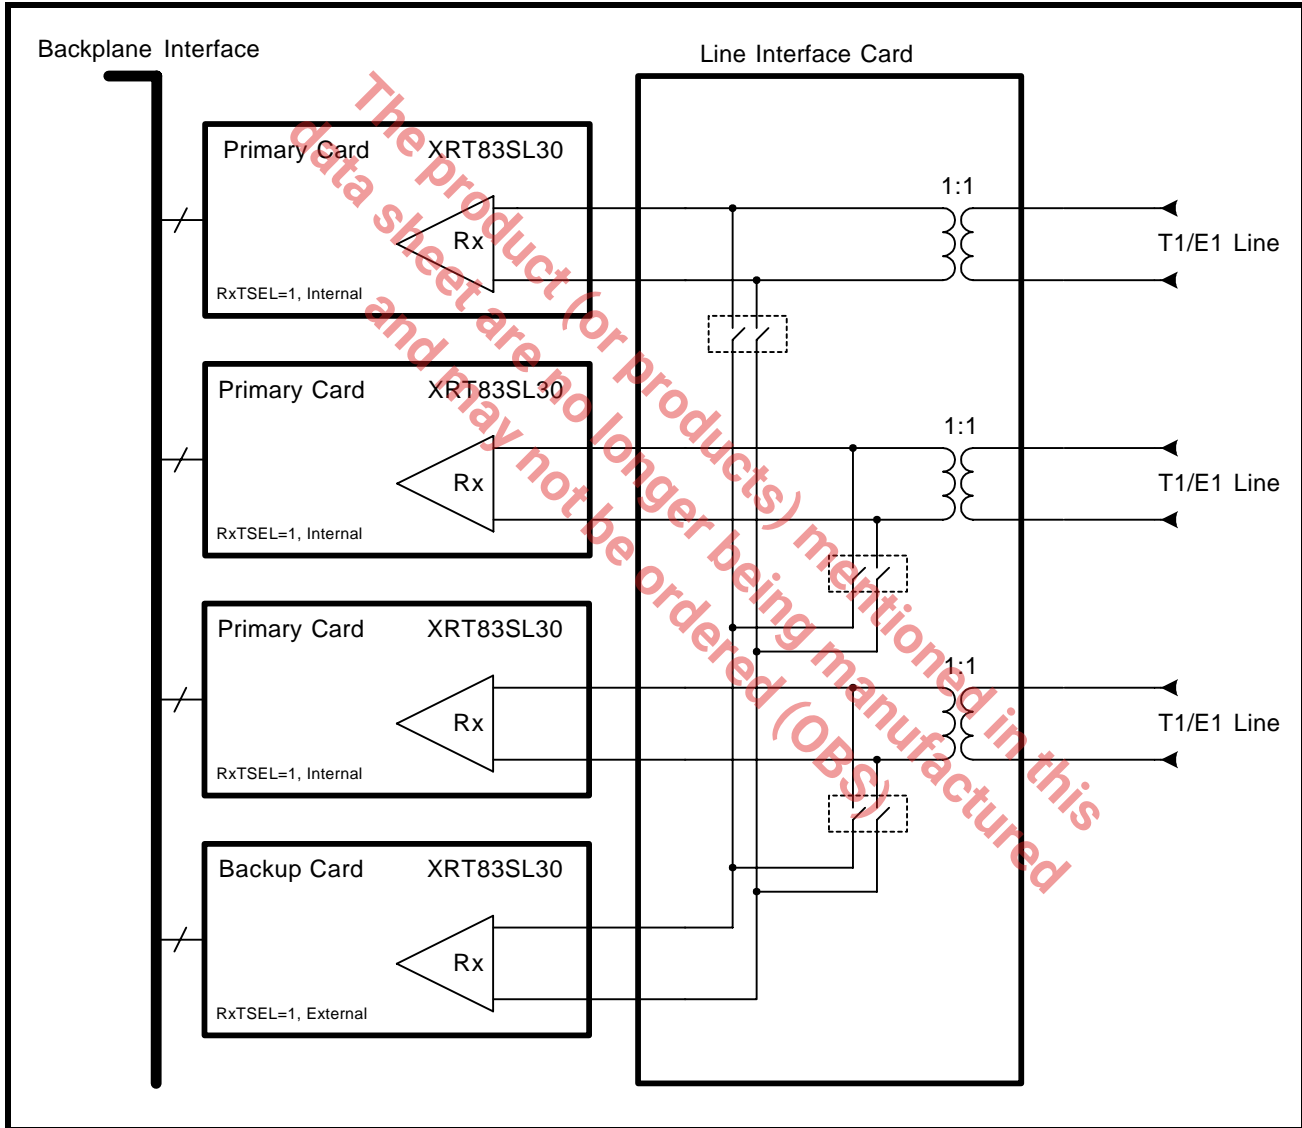 Backplane Interface
Line Interface Card
Primary Card XRT83SL30
Rx
RxTSEL=1, Internal
1:1
T1/E1 Line
Primary Card XRT83SL30
Rx
RxTSEL=1, Internal
1:1
T1/E1 Line
Primary Card XRT83SL30
Rx
RxTSEL=1, Internal
1:1
T1/E1 Line
Backup Card XRT83SL30
Rx
RxTSEL=1, External
The product (or products) mentioned in this
data sheet are no longer being manufactured
and may not be ordered (OBS)